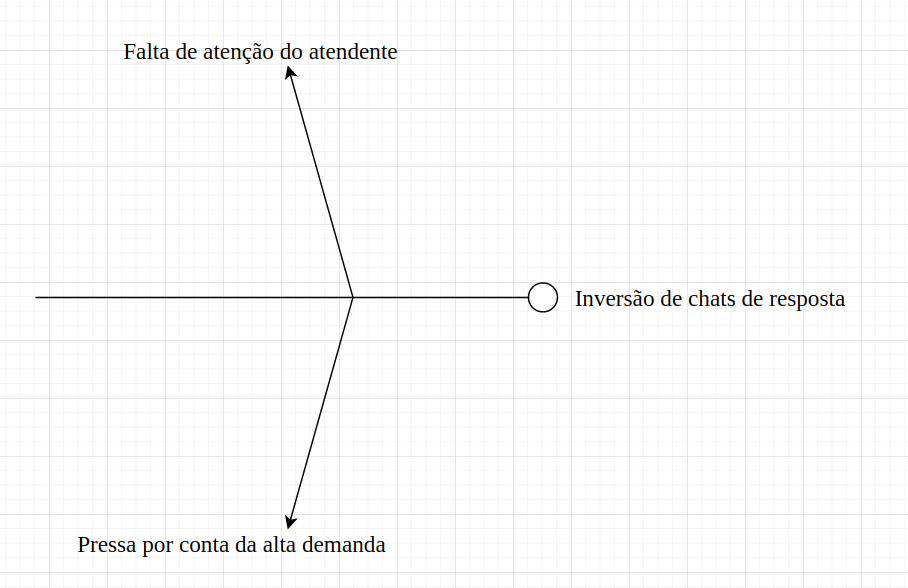 Falta de atenção do atendente
Inversão de chats de resposta
Pressa por conta da alta demanda